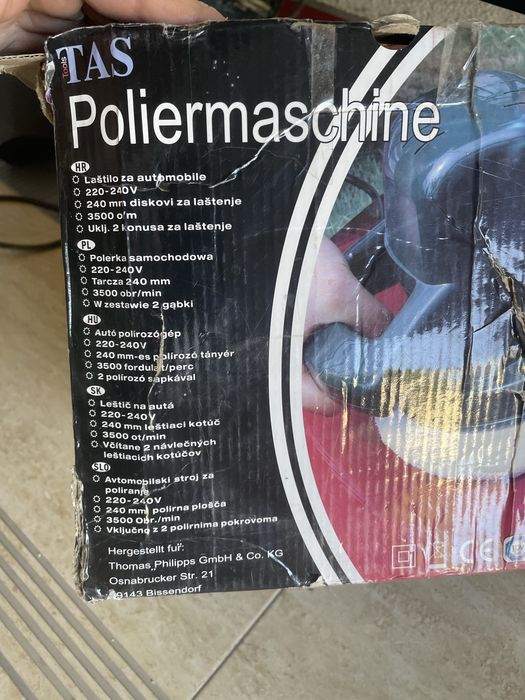 TAS
Tools
Poliermaschine
HR
Laštilo za automobile
220-240V
240 mm diskovi za laštenje
3500 o/m
Uklj. 2 konusa za laštenje
PL
Polerka samochodowa
220-240V
Tarcza 240 mm
3500 obr/min
W zestawie 2 gąbki
HU
Autó polírozógép
220-240V
240 mm-es polírozó tányér
3500 fordulat/perc
2 polírozó sapkával
SK
Leštič na autá
220-240V
240 mm leštiaci kotúč
3500 ot/min
Včítane 2 návlečných
leštiacich kotúčov
SLO
Avtomobilski stroj za
poliranje
220-240V
240 mm polirna plošča
3500 Obr./min
Vključno z 2 polirnima pokrovoma
Hergestellt für:
Thomas Philipps GmbH & Co. KG
Osnabrucker Str. 21
49143 Bissendorf
CE